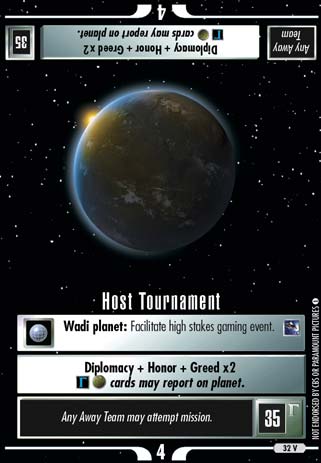 4
35
cards may report on planet.
Diplomacy + Honor + Greed x2
Any Away
Team
Host Tournament
Wadi planet: Facilitate high stakes gaming event.
Diplomacy + Honor + Greed x2
cards may report on planet.
Any Away Team may attempt mission.
35
Γ
4
32 V
NOT ENDORSED BY CBS OR PARAMOUNT PICTURES